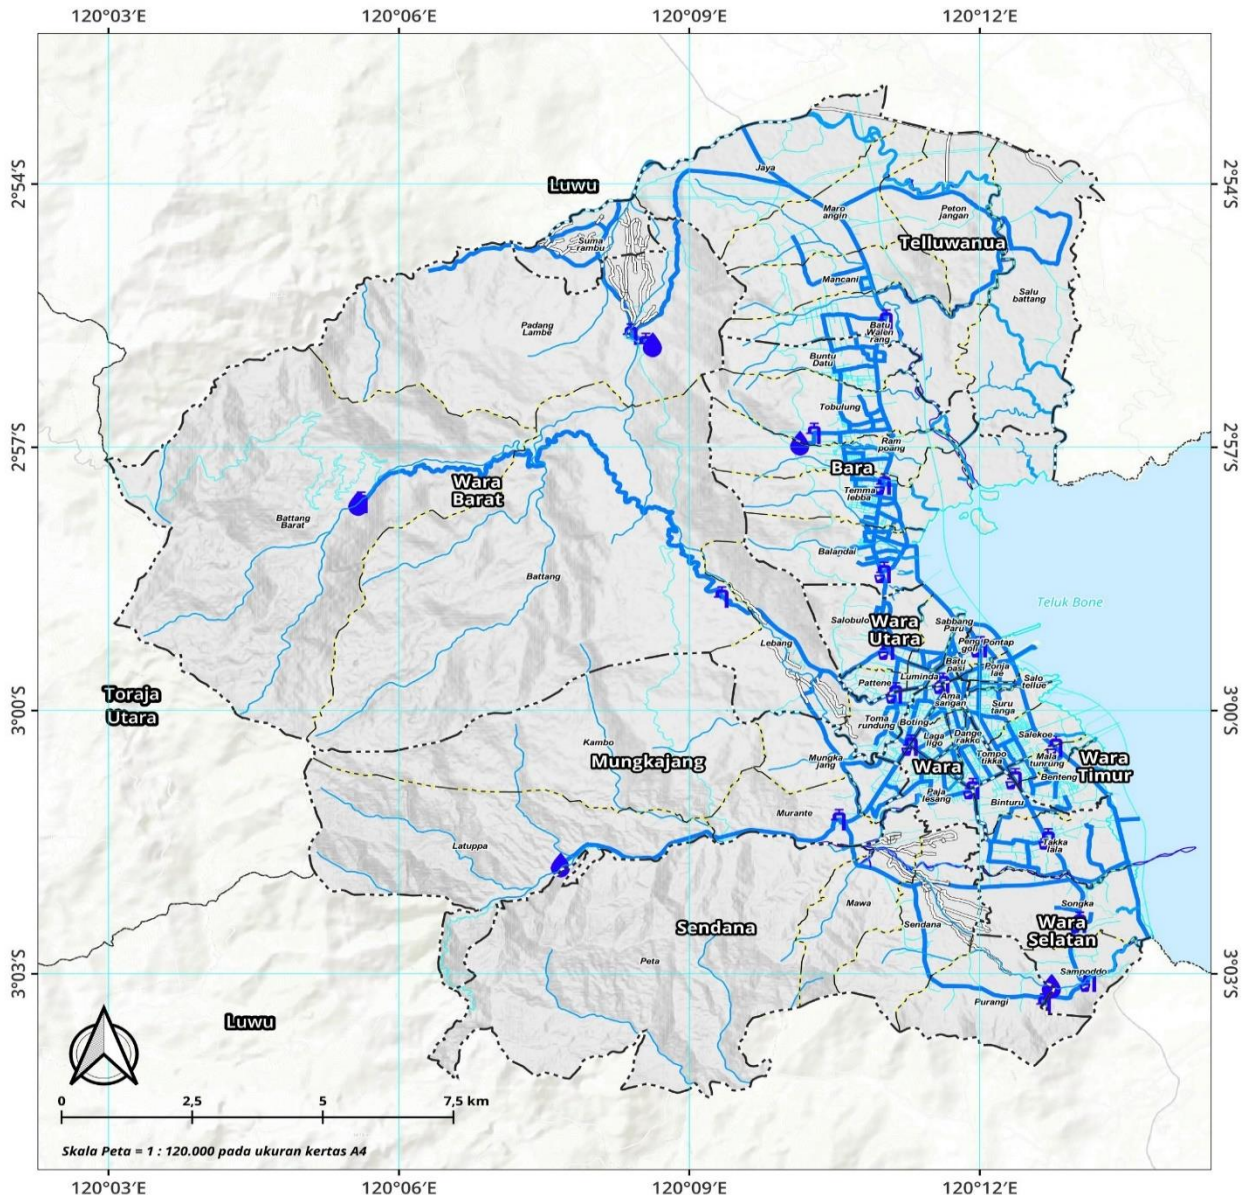 120°03'E
120°06'E
120°09'E
120°12'E
2°54'S
2°54'S
Luwu
Jaya
Maro
angin
Peton
jangan
Telluwanua
Suma
rambu
Mancani
Salu
battang
Padang
Lambe
Batu
Walen
rang
Buntu
Datu
Tobulung
2°57'S
2°57'S
Ram
poang
Bara
Wara
Barat
Temma
lebba
Battang
Barat
Balandai
Battang
Teluk Bone
Salobulo
Wara
Utara
Sabbang
Paru
Peng
goli
Pontap
Lebang
Batu
pasi
Ponja
lae
Pattene
Luminda
Salo
tellue
Toraja
Utara
Ama
sangan
Suru
tanga
3°00'S
3°00'S
Toma
rundung
Boting
Laga
ligo
Dange
rakko
Salekoe
Kambo
Mungkajang
Mungka
jang
Tompo
tikka
Mala
tunrung
Wara
Timur
Wara
Benteng
Paja
lesang
Binturu
Murante
Latuppa
Takka
lala
Mawa
Songka
Sendana
Sendana
Wara
Selatan
Peta
Sampoddo
3°03'S
3°03'S
Purangi
Luwu
0
2,5
5
7,5 km
Skala Peta = 1 : 120.000 pada ukuran kertas A4
120°03'E
120°06'E
120°09'E
120°12'E